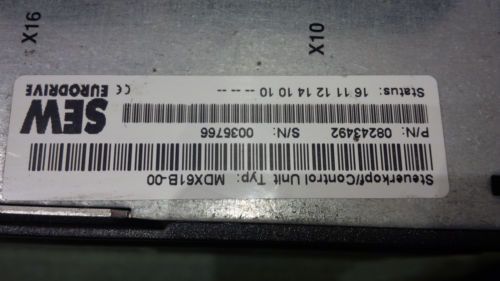 Steuerkopf/Control Unit Typ: MDX61B-00
P/N: 08243492 S/N: 0035766
SEW
EURODRIVE
CE
Status: 16 11 12 14 10 10 -- -- --
X10
X16